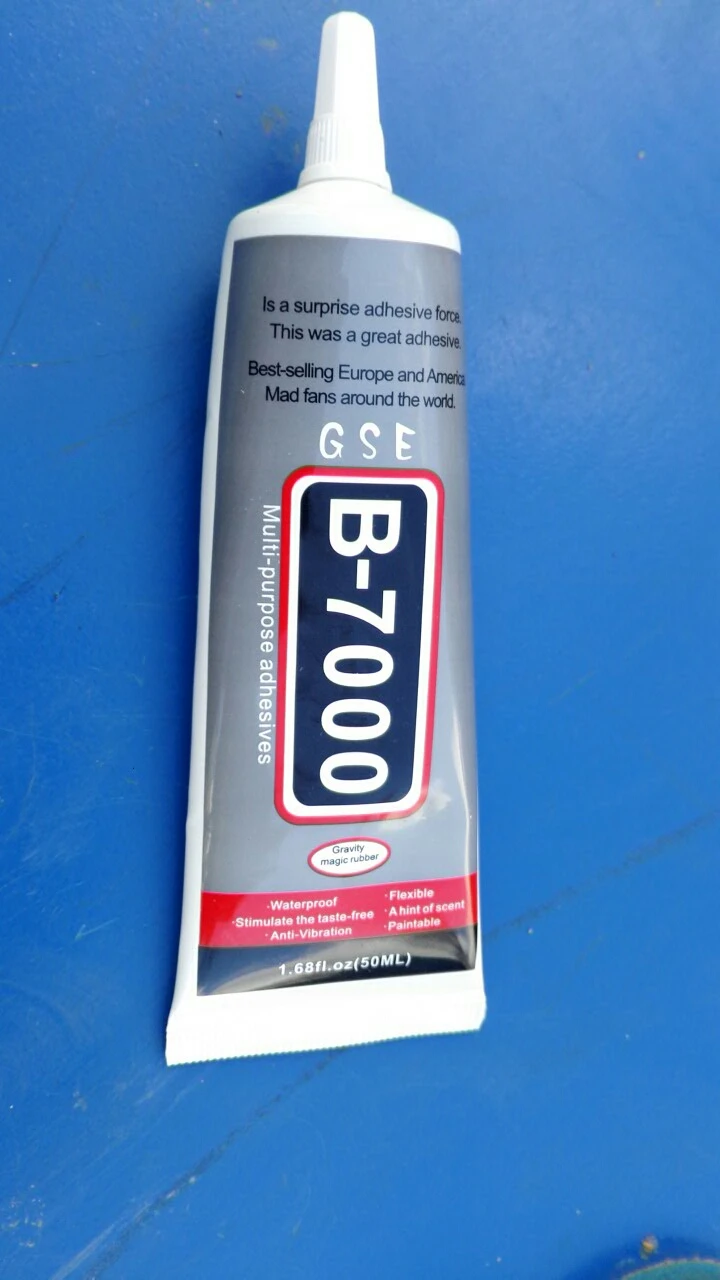 Is a surprise adhesive force.
This was a great adhesive.
Best-selling Europe and America
Mad fans around the world.
GSE
B-7000
Multi-purpose adhesives
Gravity
magic rubber
·Waterproof
·Stimulate the taste-free
·Anti-Vibration
·Flexible
·A hint of scent
·Paintable
1.68fl.oz(50ML)